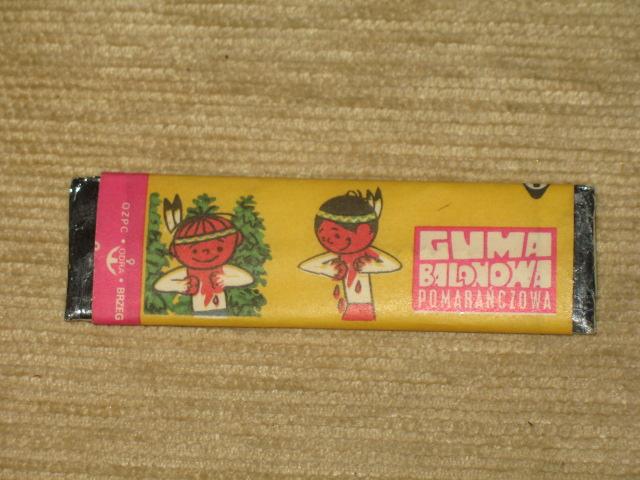 OZPC • ODRA • BRZEG
GUMA
BALONOWA
POMARAŃCZOWA